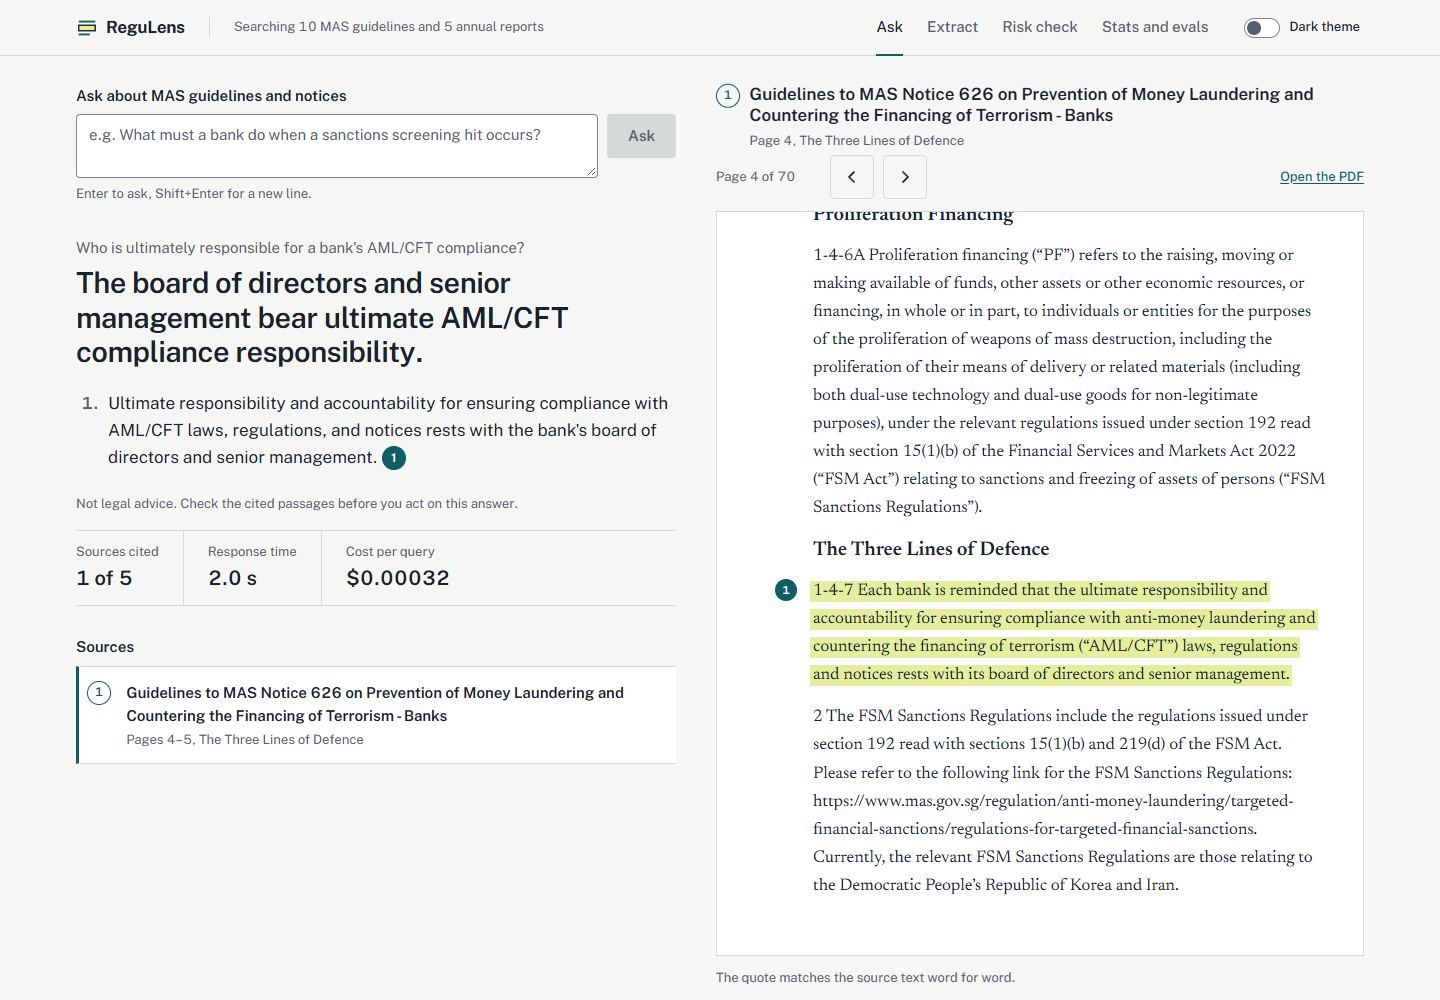 ReguLens
Searching 10 MAS guidelines and 5 annual reports
Ask
Extract
Risk check
Stats and evals
Dark theme
Ask about MAS guidelines and notices
e.g. What must a bank do when a sanctions screening hit occurs?
Ask
Enter to ask, Shift+Enter for a new line.
Who is ultimately responsible for a bank's AML/CFT compliance?
The board of directors and senior
management bear ultimate AML/CFT
compliance responsibility.
1. Ultimate responsibility and accountability for ensuring compliance with
AML/CFT laws, regulations, and notices rests with the bank's board of
directors and senior management. 1
Not legal advice. Check the cited passages before you act on this answer.
Sources cited
1 of 5
Response time
2.0 s
Cost per query
$0.00032
Sources
1
Guidelines to MAS Notice 626 on Prevention of Money Laundering and
Countering the Financing of Terrorism - Banks
Pages 4–5, The Three Lines of Defence
1
Guidelines to MAS Notice 626 on Prevention of Money Laundering and
Countering the Financing of Terrorism - Banks
Page 4, The Three Lines of Defence
Page 4 of 70
Open the PDF
Proliferation Financing
1-4-6A Proliferation financing (“PF”) refers to the raising, moving or
making available of funds, other assets or other economic resources, or
financing, in whole or in part, to individuals or entities for the purposes
of the proliferation of weapons of mass destruction, including the
proliferation of their means of delivery or related materials (including
both dual-use technology and dual-use goods for non-legitimate
purposes), under the relevant regulations issued under section 192 read
with section 15(1)(b) of the Financial Services and Markets Act 2022
(“FSM Act”) relating to sanctions and freezing of assets of persons (“FSM
Sanctions Regulations”).
The Three Lines of Defence
1
1-4-7 Each bank is reminded that the ultimate responsibility and
accountability for ensuring compliance with anti-money laundering and
countering the financing of terrorism (“AML/CFT”) laws, regulations
and notices rests with its board of directors and senior management.
2 The FSM Sanctions Regulations include the regulations issued under
section 192 read with sections 15(1)(b) and 219(d) of the FSM Act.
Please refer to the following link for the FSM Sanctions Regulations:
https://www.mas.gov.sg/regulation/anti-money-laundering/targeted-
financial-sanctions/regulations-for-targeted-financial-sanctions.
Currently, the relevant FSM Sanctions Regulations are those relating to
the Democratic People’s Republic of Korea and Iran.
The quote matches the source text word for word.